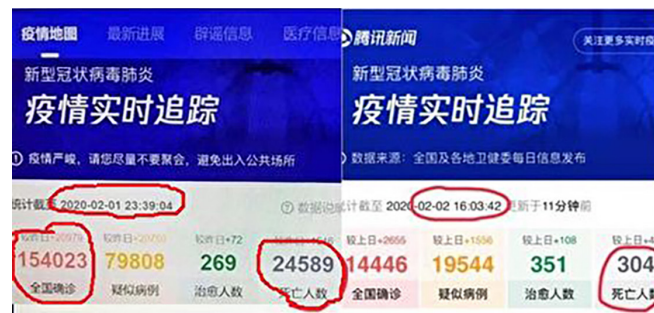 疫情地图 最新进展 辟谣信息 医疗信息
新型冠状病毒肺炎
疫情实时追踪
疫情严峻，请您尽量不要聚会，避免出入公共场所
统计截至 2020-02-01 23:39:04
数据说
154023 79808 269 24589
全国确诊 疑似病例 治愈人数 死亡人数
腾讯新闻
关注更多实时疫
新型冠状病毒肺炎
疫情实时追踪
数据来源：全国及各地卫健委每日信息发布
计截至 2020-02-02 16:03:42 更新于11分钟前
较上日+2655 较上日+1556 较上日+108 较上日+4
14446 19544 351 304
全国确诊 疑似病例 治愈人数 死亡人数